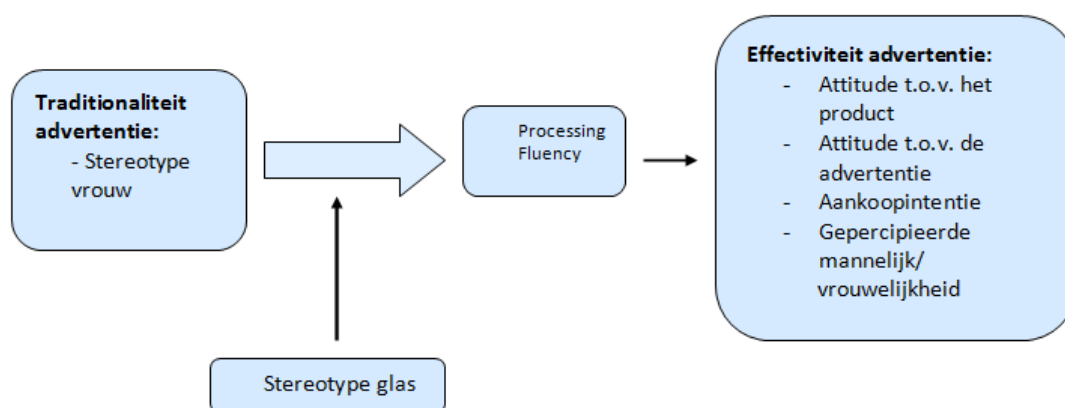 Traditionaliteit
advertentie:
- Stereotype
vrouw
Stereotype glas
Processing
Fluency
Effectiviteit advertentie:
- Attitude t.o.v. het
product
- Attitude t.o.v. de
advertentie
- Aankoopintentie
- Gepercipieerde
mannelijk/
vrouwelijkheid